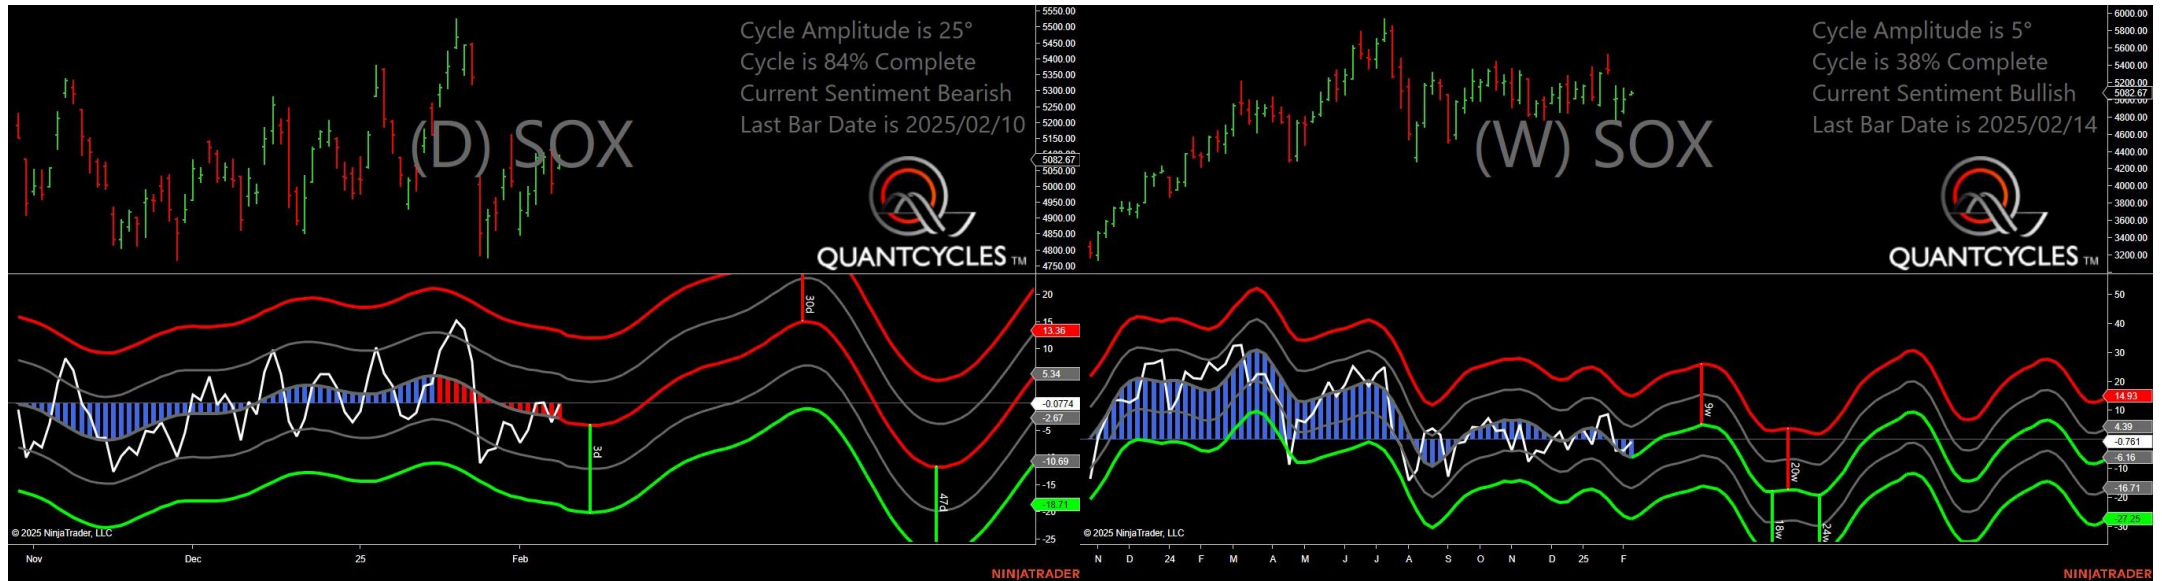 Cycle Amplitude is 25°
Cycle is 84% Complete
Current Sentiment Bearish
Last Bar Date is 2025/02/10
(D) SOX
QUANTCYCLES TM
5550.00
5500.00
5450.00
5400.00
5350.00
5300.00
5250.00
5200.00
5150.00
5082.67
5050.00
5000.00
4950.00
4900.00
4850.00
4800.00
4750.00
30d
3d
47d
20
15
13.36
10
5.34
-0.0774
-2.67
-5
-10.69
-15
-18.71
-20
-25
© 2025 NinjaTrader, LLC
Nov Dec 25 Feb
NINJATRADER
Cycle Amplitude is 5°
Cycle is 38% Complete
Current Sentiment Bullish
Last Bar Date is 2025/02/14
(W) SOX
QUANTCYCLES TM
6000.00
5800.00
5600.00
5400.00
5200.00
5082.67
5000.00
4800.00
4600.00
4400.00
4200.00
4000.00
3800.00
3600.00
3400.00
3200.00
9w
20w
18w
24w
50
40
30
20
14.93
10
4.39
-0.761
-6.16
-10
-16.71
-20
-27.25
-30
© 2025 NinjaTrader, LLC
N D 24 F M A M J J A S O N D 25 F
NINJATRADER